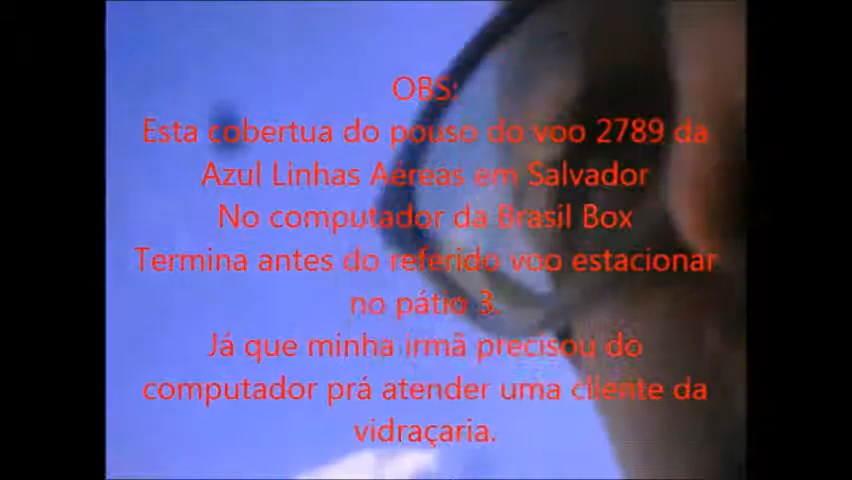 OBS:
Esta cobertua do pouso do voo 2789 da
Azul Linhas Aéreas em Salvador
No computador da Brasil Box
Termina antes do referido voo estacionar
no pátio 3.
Já que minha irmã precisou do
computador prá atender uma cliente da
vidraçaria.